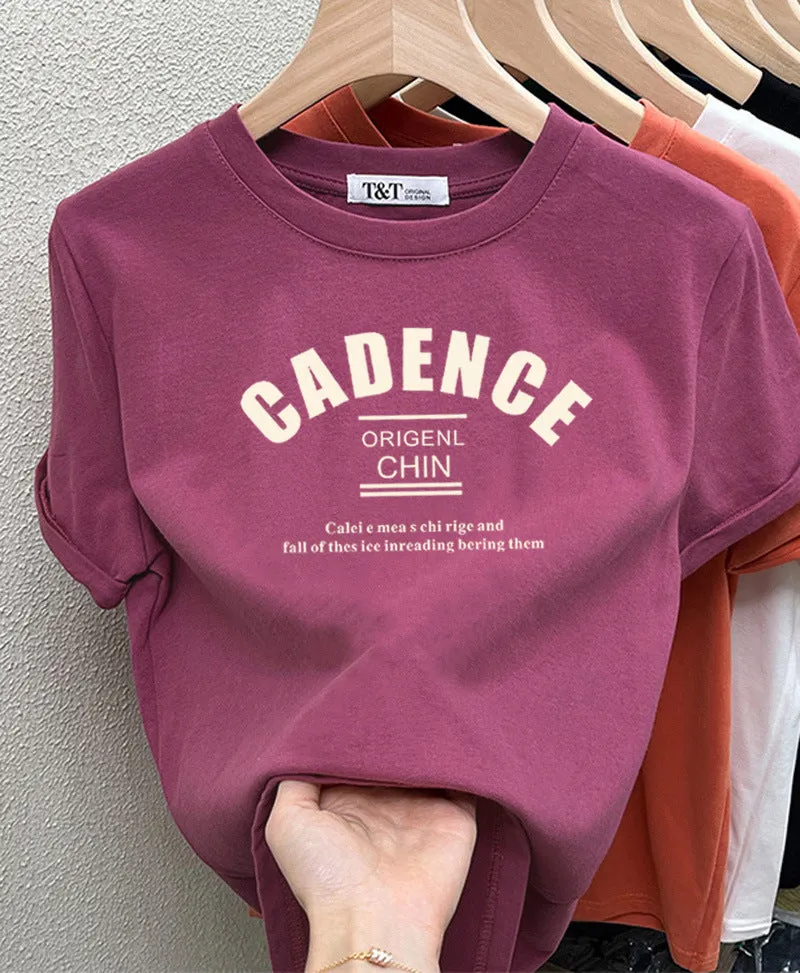 T&T ORIGINAL
DESIGN
CADENCE
ORIGENL
CHIN
Calei e mea s chi rige and
fall of thes ice inreading bering them